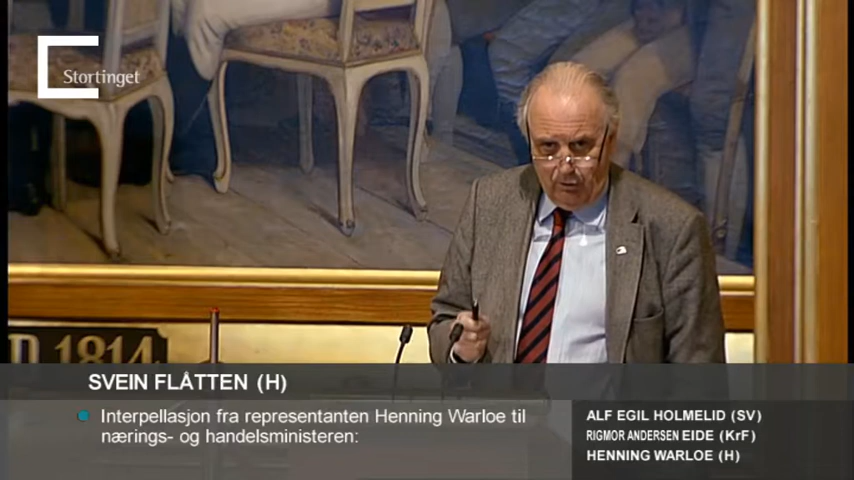 Stortinget
D 1814
SVEIN FLÅTTEN (H)
Interpellasjon fra representanten Henning Warloe til
nærings- og handelsministeren:
ALF EGIL HOLMELID (SV)
RIGMOR ANDERSEN EIDE (KrF)
HENNING WARLOE (H)